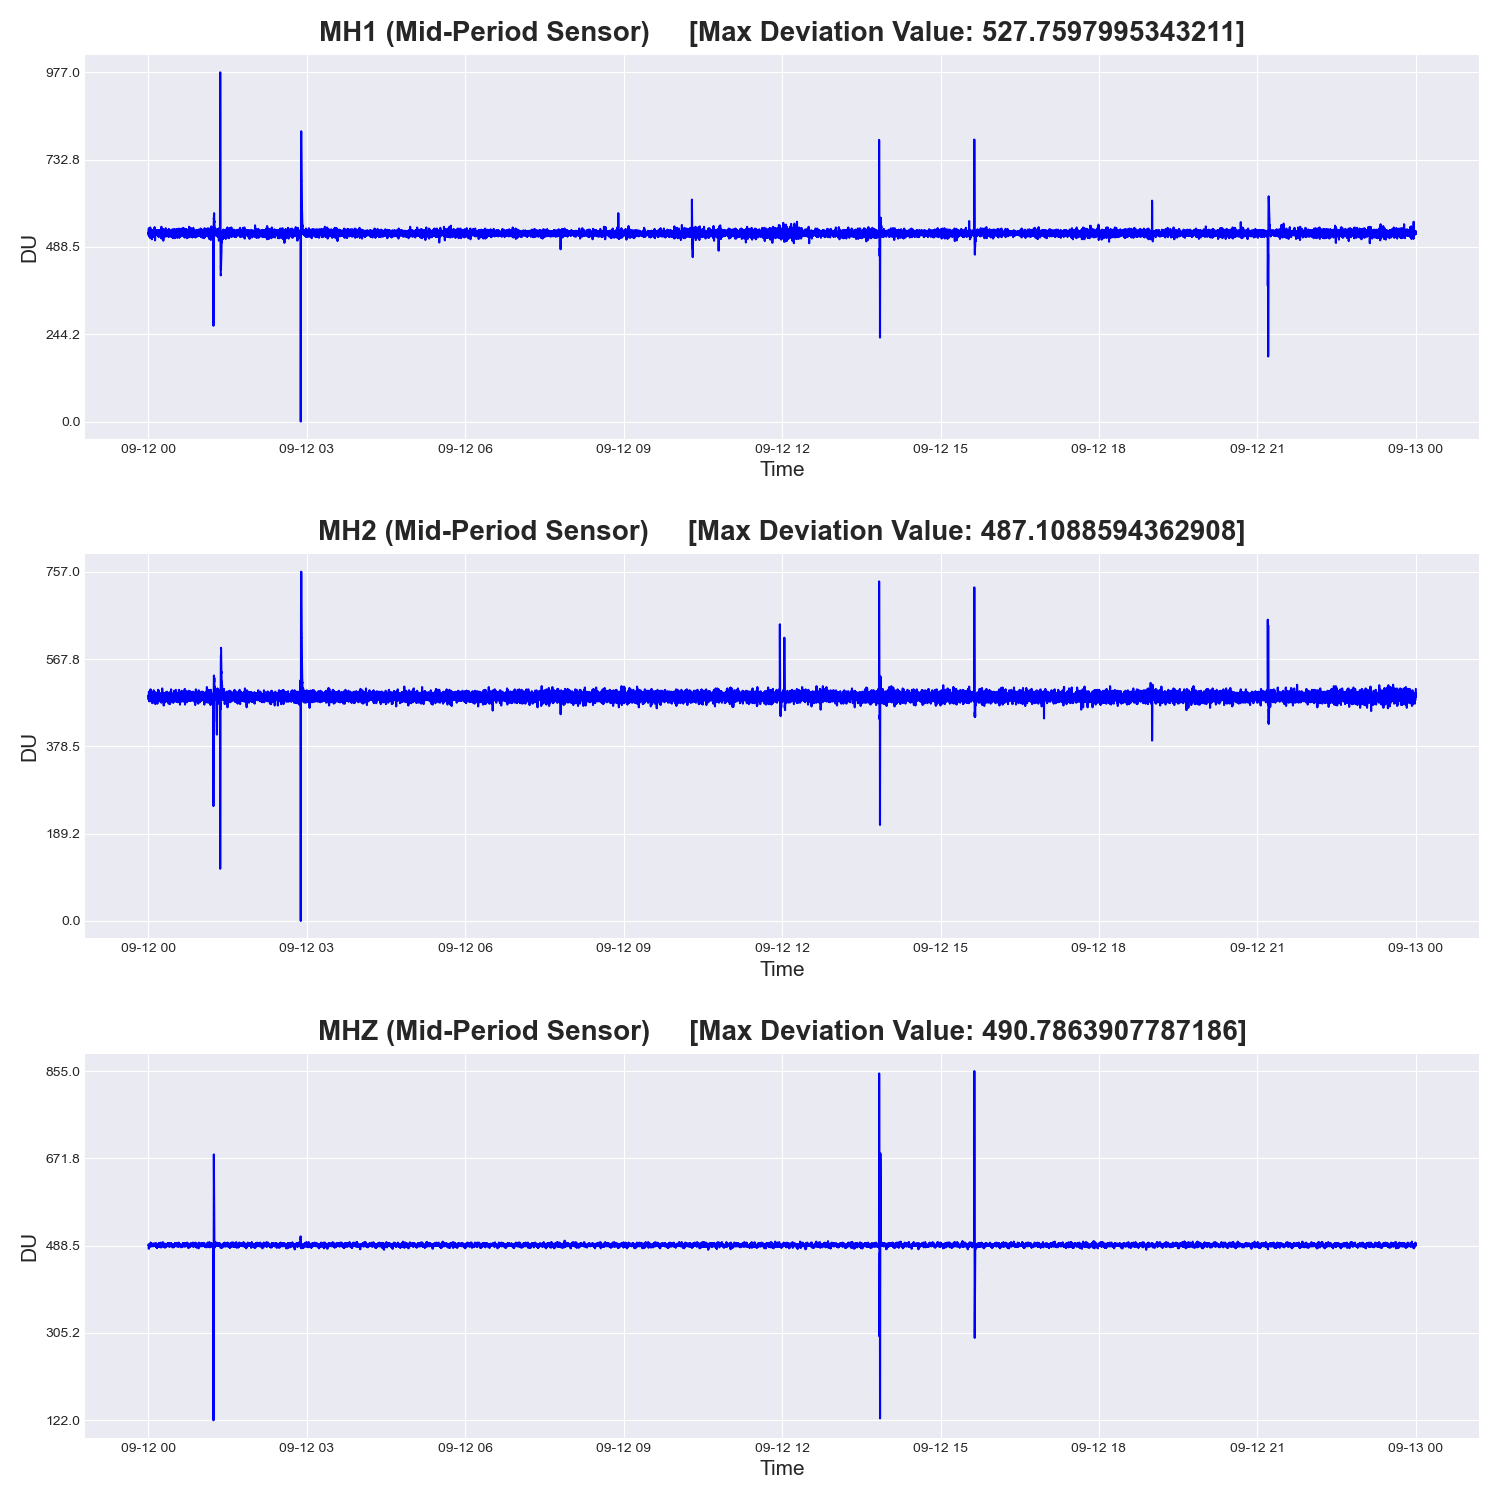 MH1 (Mid-Period Sensor) [Max Deviation Value: 527.7597995343211]
977.0
732.8
488.5
244.2
0.0
DU
09-12 00 09-12 03 09-12 06 09-12 09 09-12 12 09-12 15 09-12 18 09-12 21 09-13 00
Time
MH2 (Mid-Period Sensor) [Max Deviation Value: 487.1088594362908]
757.0
567.8
378.5
189.2
0.0
DU
09-12 00 09-12 03 09-12 06 09-12 09 09-12 12 09-12 15 09-12 18 09-12 21 09-13 00
Time
MHZ (Mid-Period Sensor) [Max Deviation Value: 490.7863907787186]
855.0
671.8
488.5
305.2
122.0
DU
09-12 00 09-12 03 09-12 06 09-12 09 09-12 12 09-12 15 09-12 18 09-12 21 09-13 00
Time